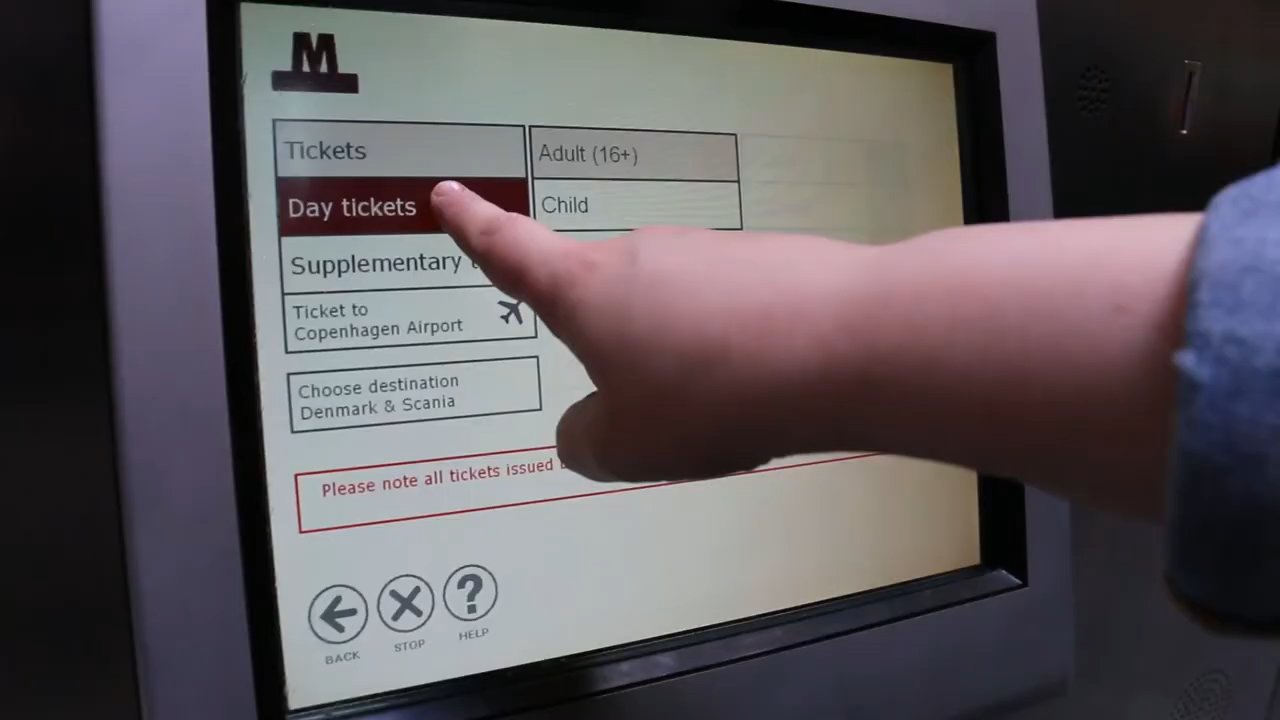 M
Tickets
Adult (16+)
Day tickets
Child
Supplementary
Ticket to
Copenhagen Airport
Choose destination
Denmark & Scania
Please note all tickets issued
BACK
STOP
? HELP